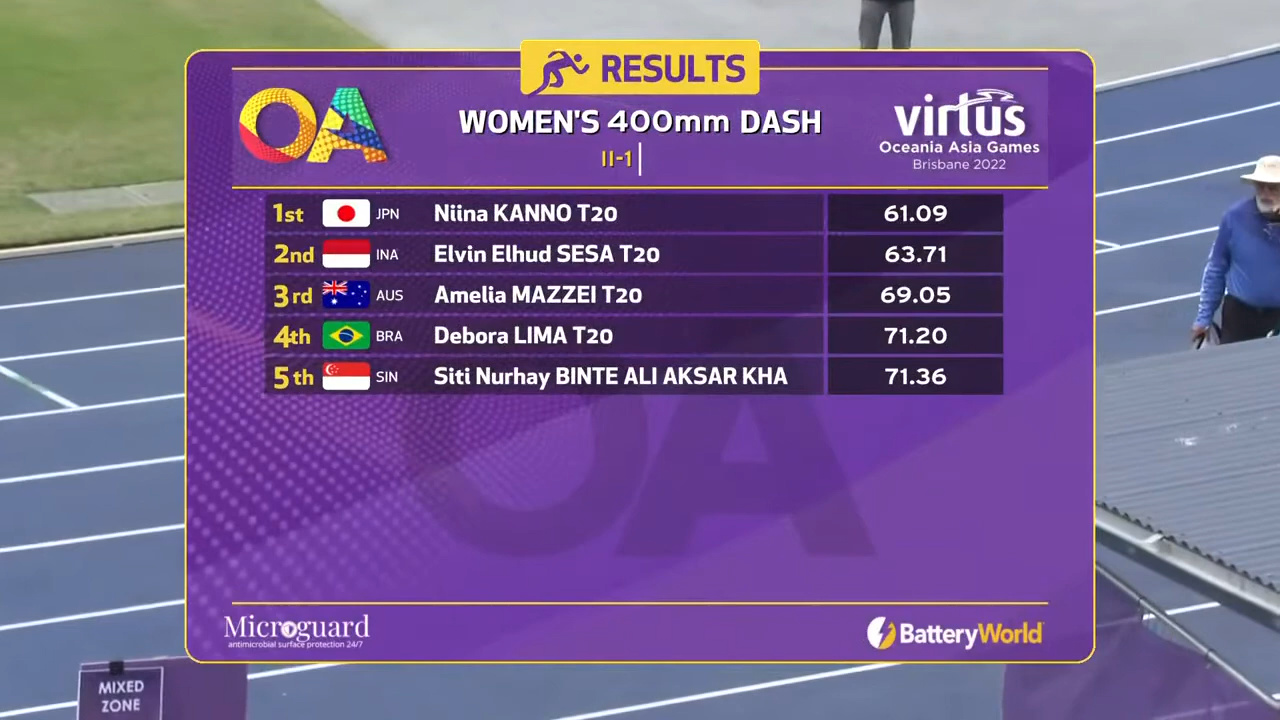 RESULTS
OA
WOMEN'S 400mm DASH
II-1
virtus
Oceania Asia Games
Brisbane 2022
1st JPN Niina KANNO T20 61.09
2nd INA Elvin Elhud SESA T20 63.71
3rd AUS Amelia MAZZEI T20 69.05
4th BRA Debora LIMA T20 71.20
5th SIN Siti Nurhay BINTE ALI AKSAR KHA 71.36
OA
Microguard
antimicrobial surface protection 24/7
BatteryWorld
MIXED
ZONE